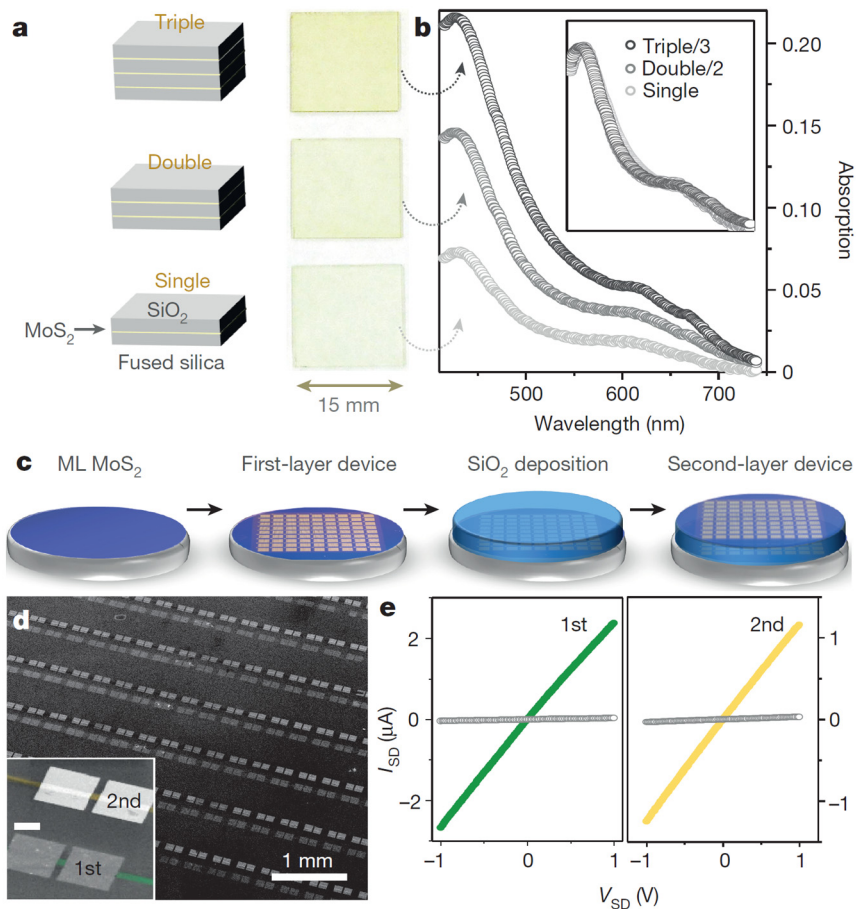 a
Triple
Double
Single
SiO₂
MoS₂
Fused silica
15 mm
b
Triple/3
Double/2
Single
0.20
0.15
0.10
0.05
0
Absorption
500
600
700
Wavelength (nm)
c
ML MoS₂
First-layer device
SiO₂ deposition
Second-layer device
d
2nd
1st
1 mm
e
1st
2nd
2
0
−2
I_SD (μA)
1
0
−1
−1
0
1
−1
0
1
V_SD (V)